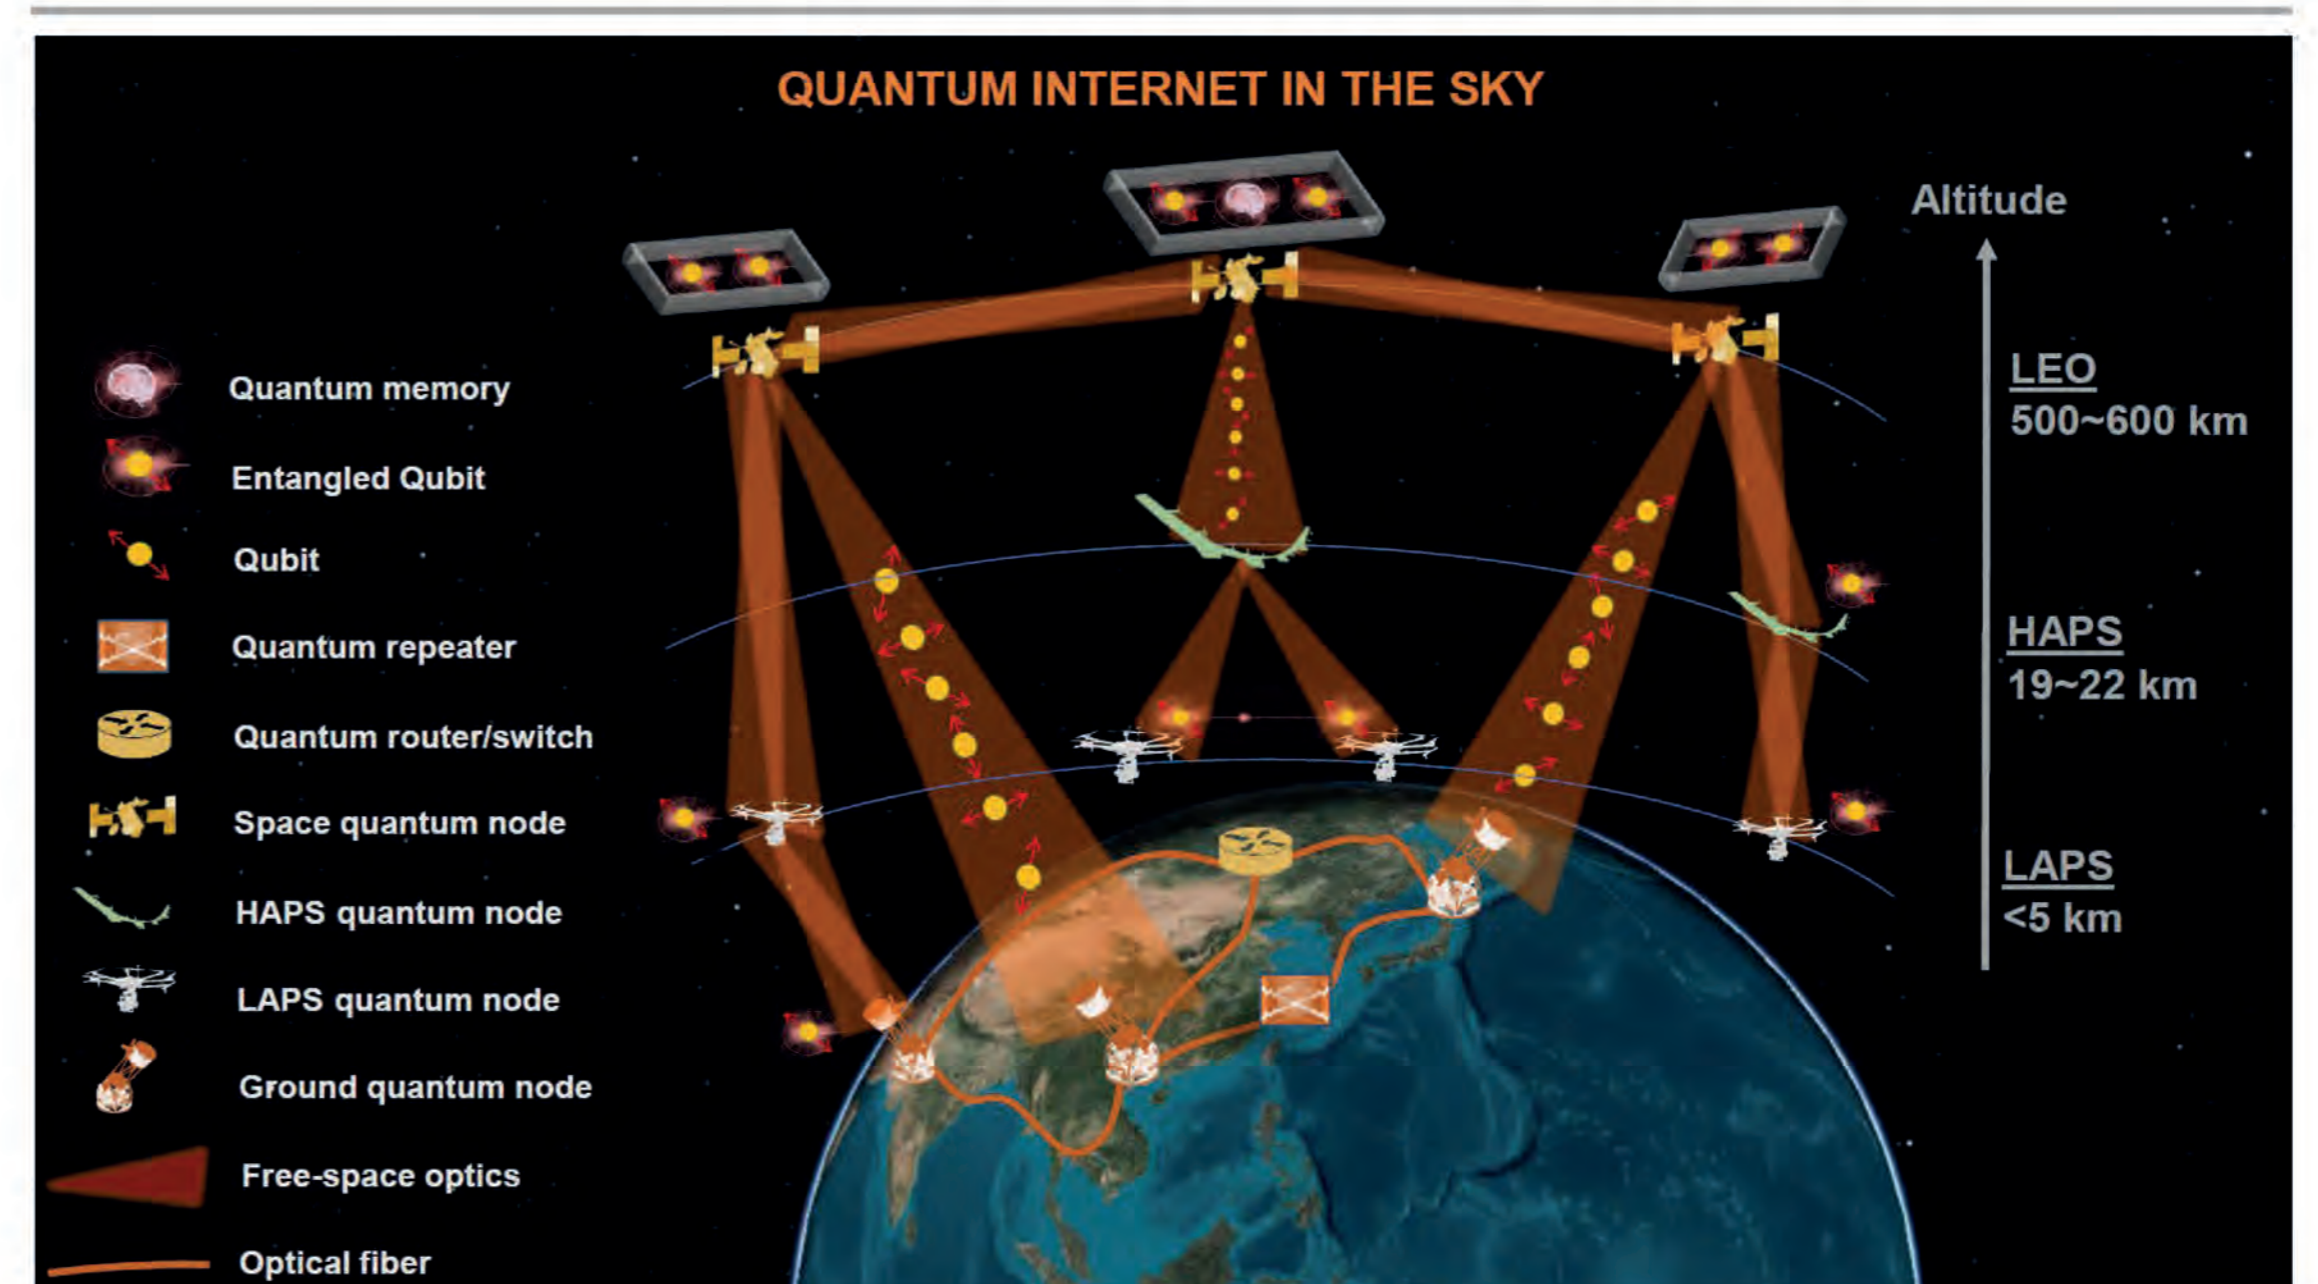 QUANTUM INTERNET IN THE SKY
Altitude
LEO
500~600 km
HAPS
19~22 km
LAPS
<5 km
Quantum memory
Entangled Qubit
Qubit
Quantum repeater
Quantum router/switch
Space quantum node
HAPS quantum node
LAPS quantum node
Ground quantum node
Free-space optics
Optical fiber